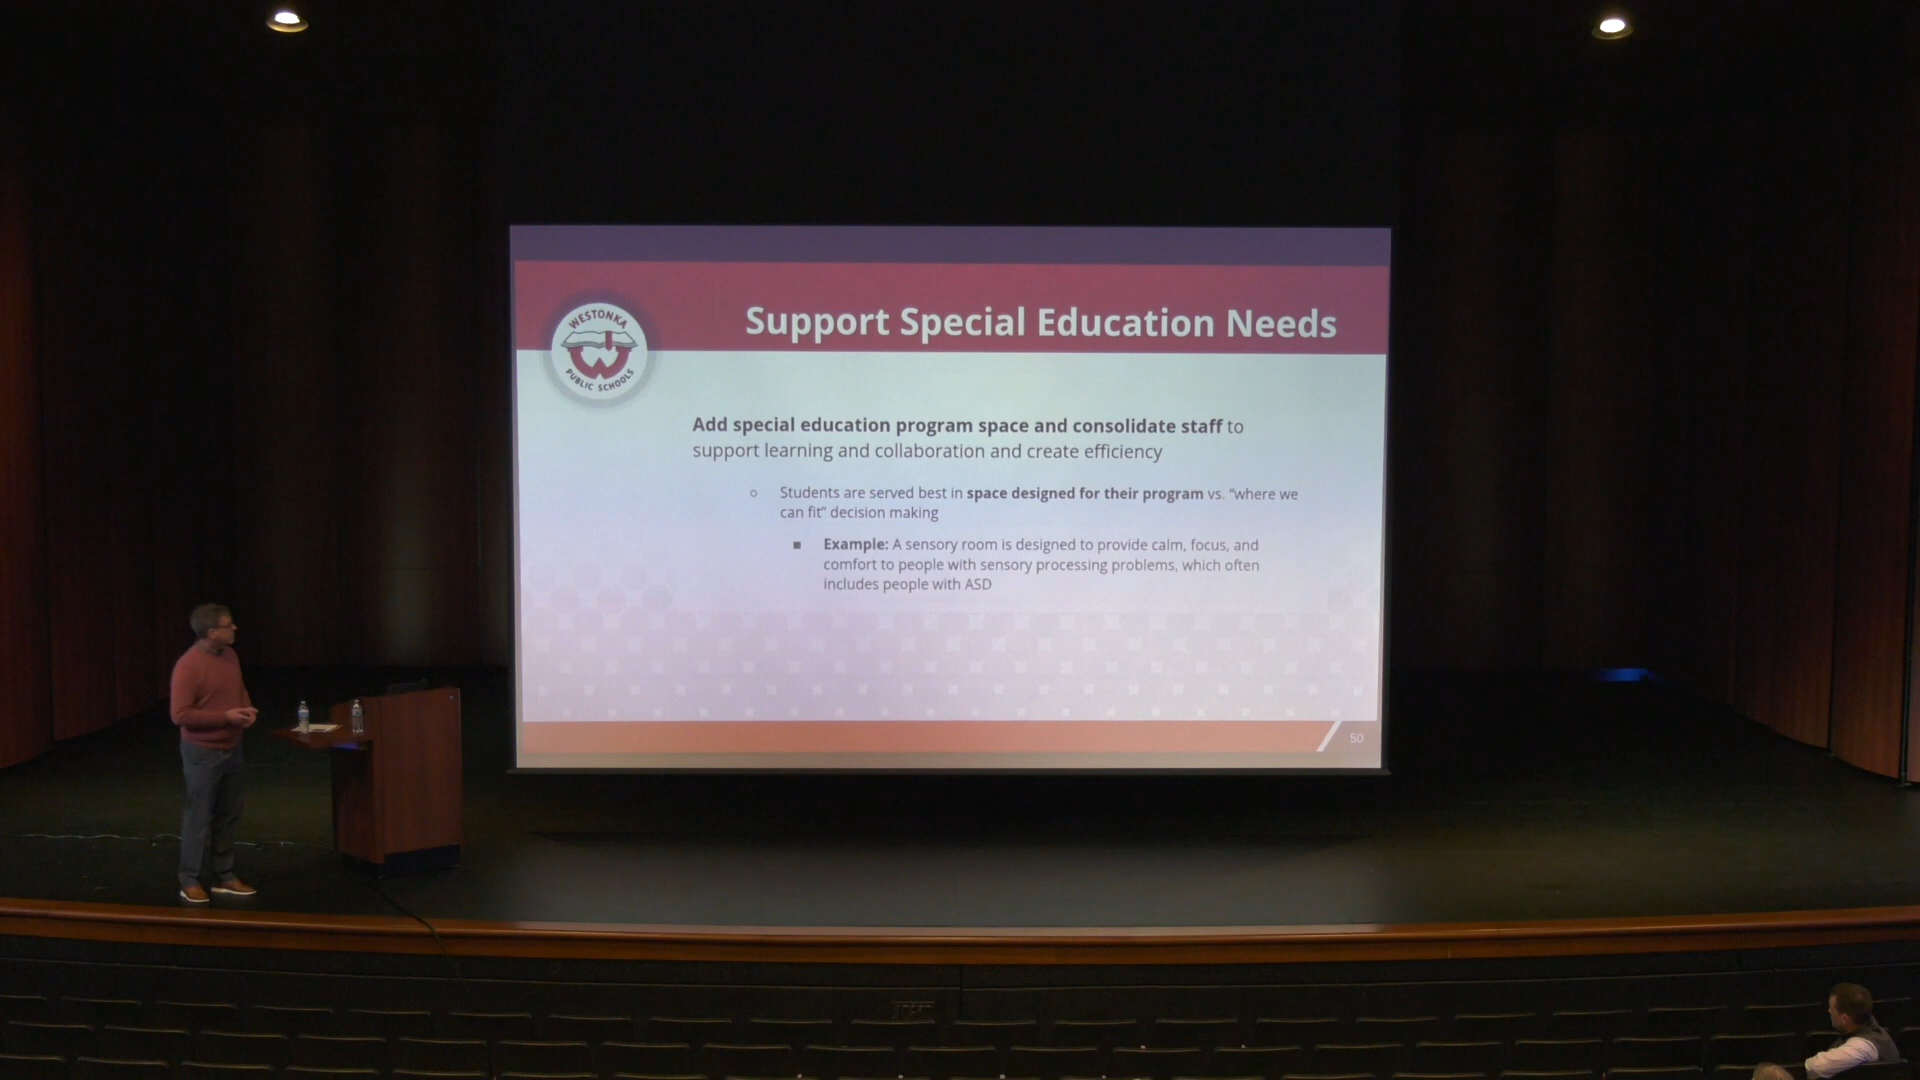 WESTONKA
PUBLIC SCHOOLS
Support Special Education Needs
Add special education program space and consolidate staff to
support learning and collaboration and create efficiency
Students are served best in space designed for their program vs. “where we
can fit” decision making
Example: A sensory room is designed to provide calm, focus, and
comfort to people with sensory processing problems, which often
includes people with ASD
50